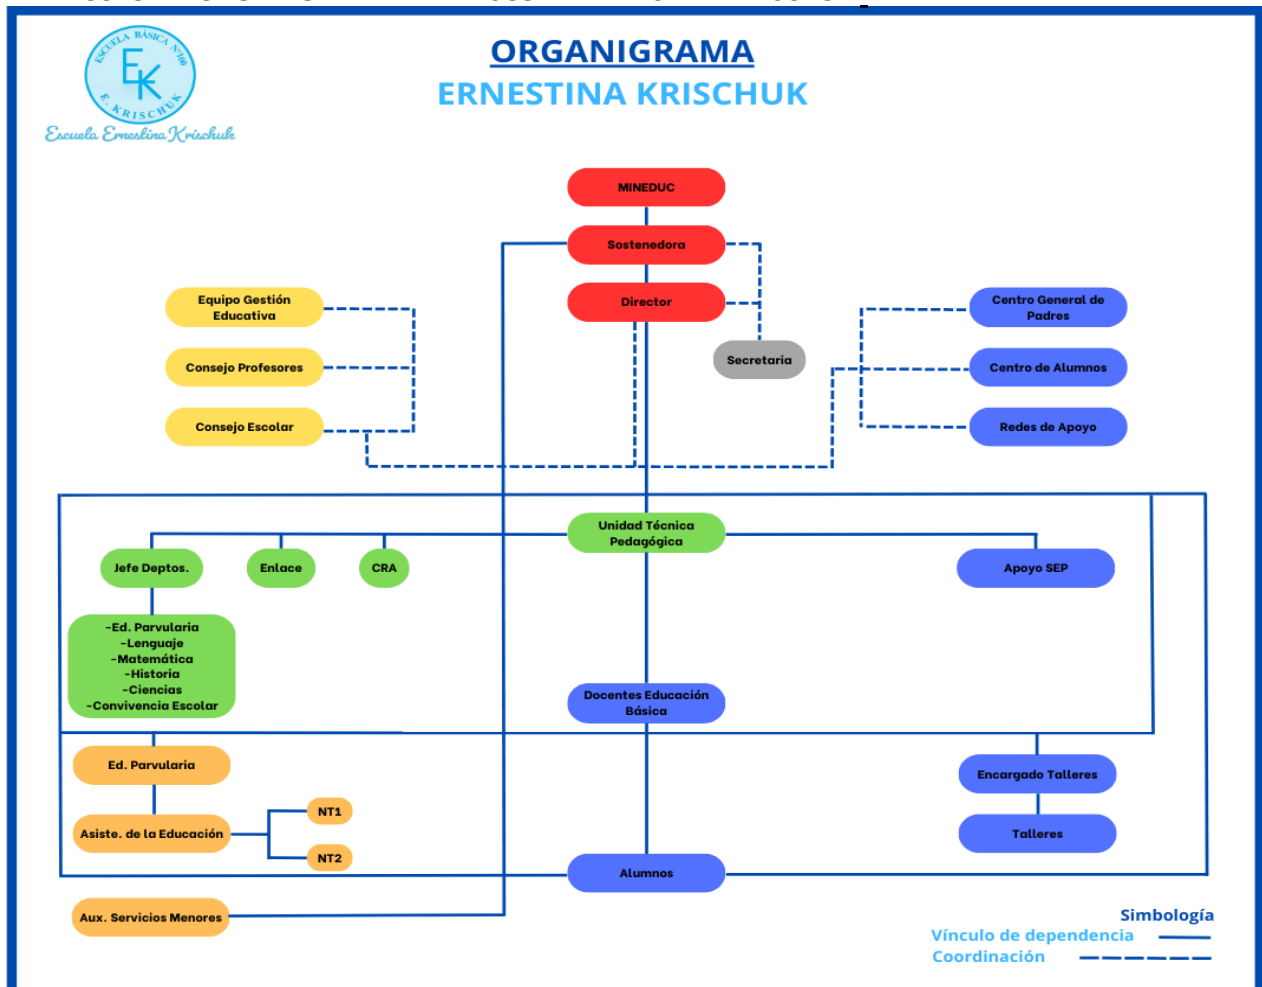 ESCUELA BÁSICA Nº160
EK
E. KRISCHUK
Escuela Ernestina Krischuk
ORGANIGRAMA
ERNESTINA KRISCHUK
MINEDUC
Sostenedora
Director
Secretaria
Equipo Gestión
Educativa
Consejo Profesores
Consejo Escolar
Centro General de
Padres
Centro de Alumnos
Redes de Apoyo
Unidad Técnica
Pedagógica
Jefe Deptos.
Enlace
CRA
Apoyo SEP
-Ed. Parvularia
-Lenguaje
-Matemática
-Historia
-Ciencias
-Convivencia Escolar
Docentes Educación
Básica
Ed. Parvularia
Asiste. de la Educación
NT1
NT2
Encargado Talleres
Talleres
Alumnos
Aux. Servicios Menores
Simbología
Vínculo de dependencia
Coordinación